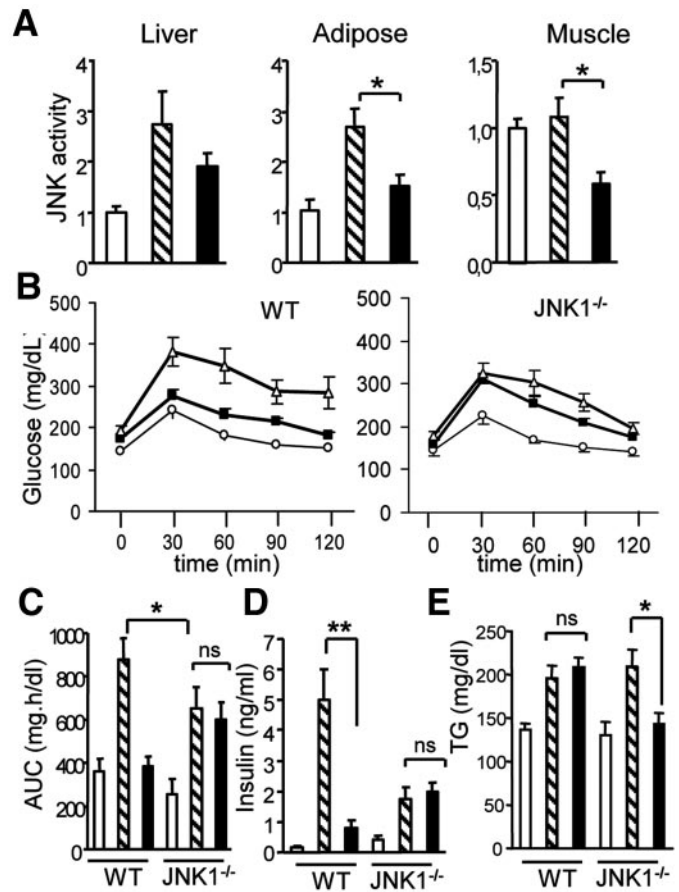 A
Liver
Adipose
Muscle
JNK activity
4
3
2
1
0
4
3
2
1
0
*
1,5
1,0
0,5
0,0
*
B
WT
JNK1-/-
Glucose (mg/dL)
500
400
300
200
100
0
500
400
300
200
100
0
0 30 60 90 120
0 30 60 90 120
time (min)
time (min)
C
AUC (mg.h/dl)
1000
800
600
400
200
0
*
ns
WT JNK1-/-
D
Insulin (ng/ml)
7
6
5
4
3
2
1
0
**
ns
WT JNK1-/-
E
TG (mg/dl)
250
200
150
100
50
0
ns
*
WT JNK1-/-